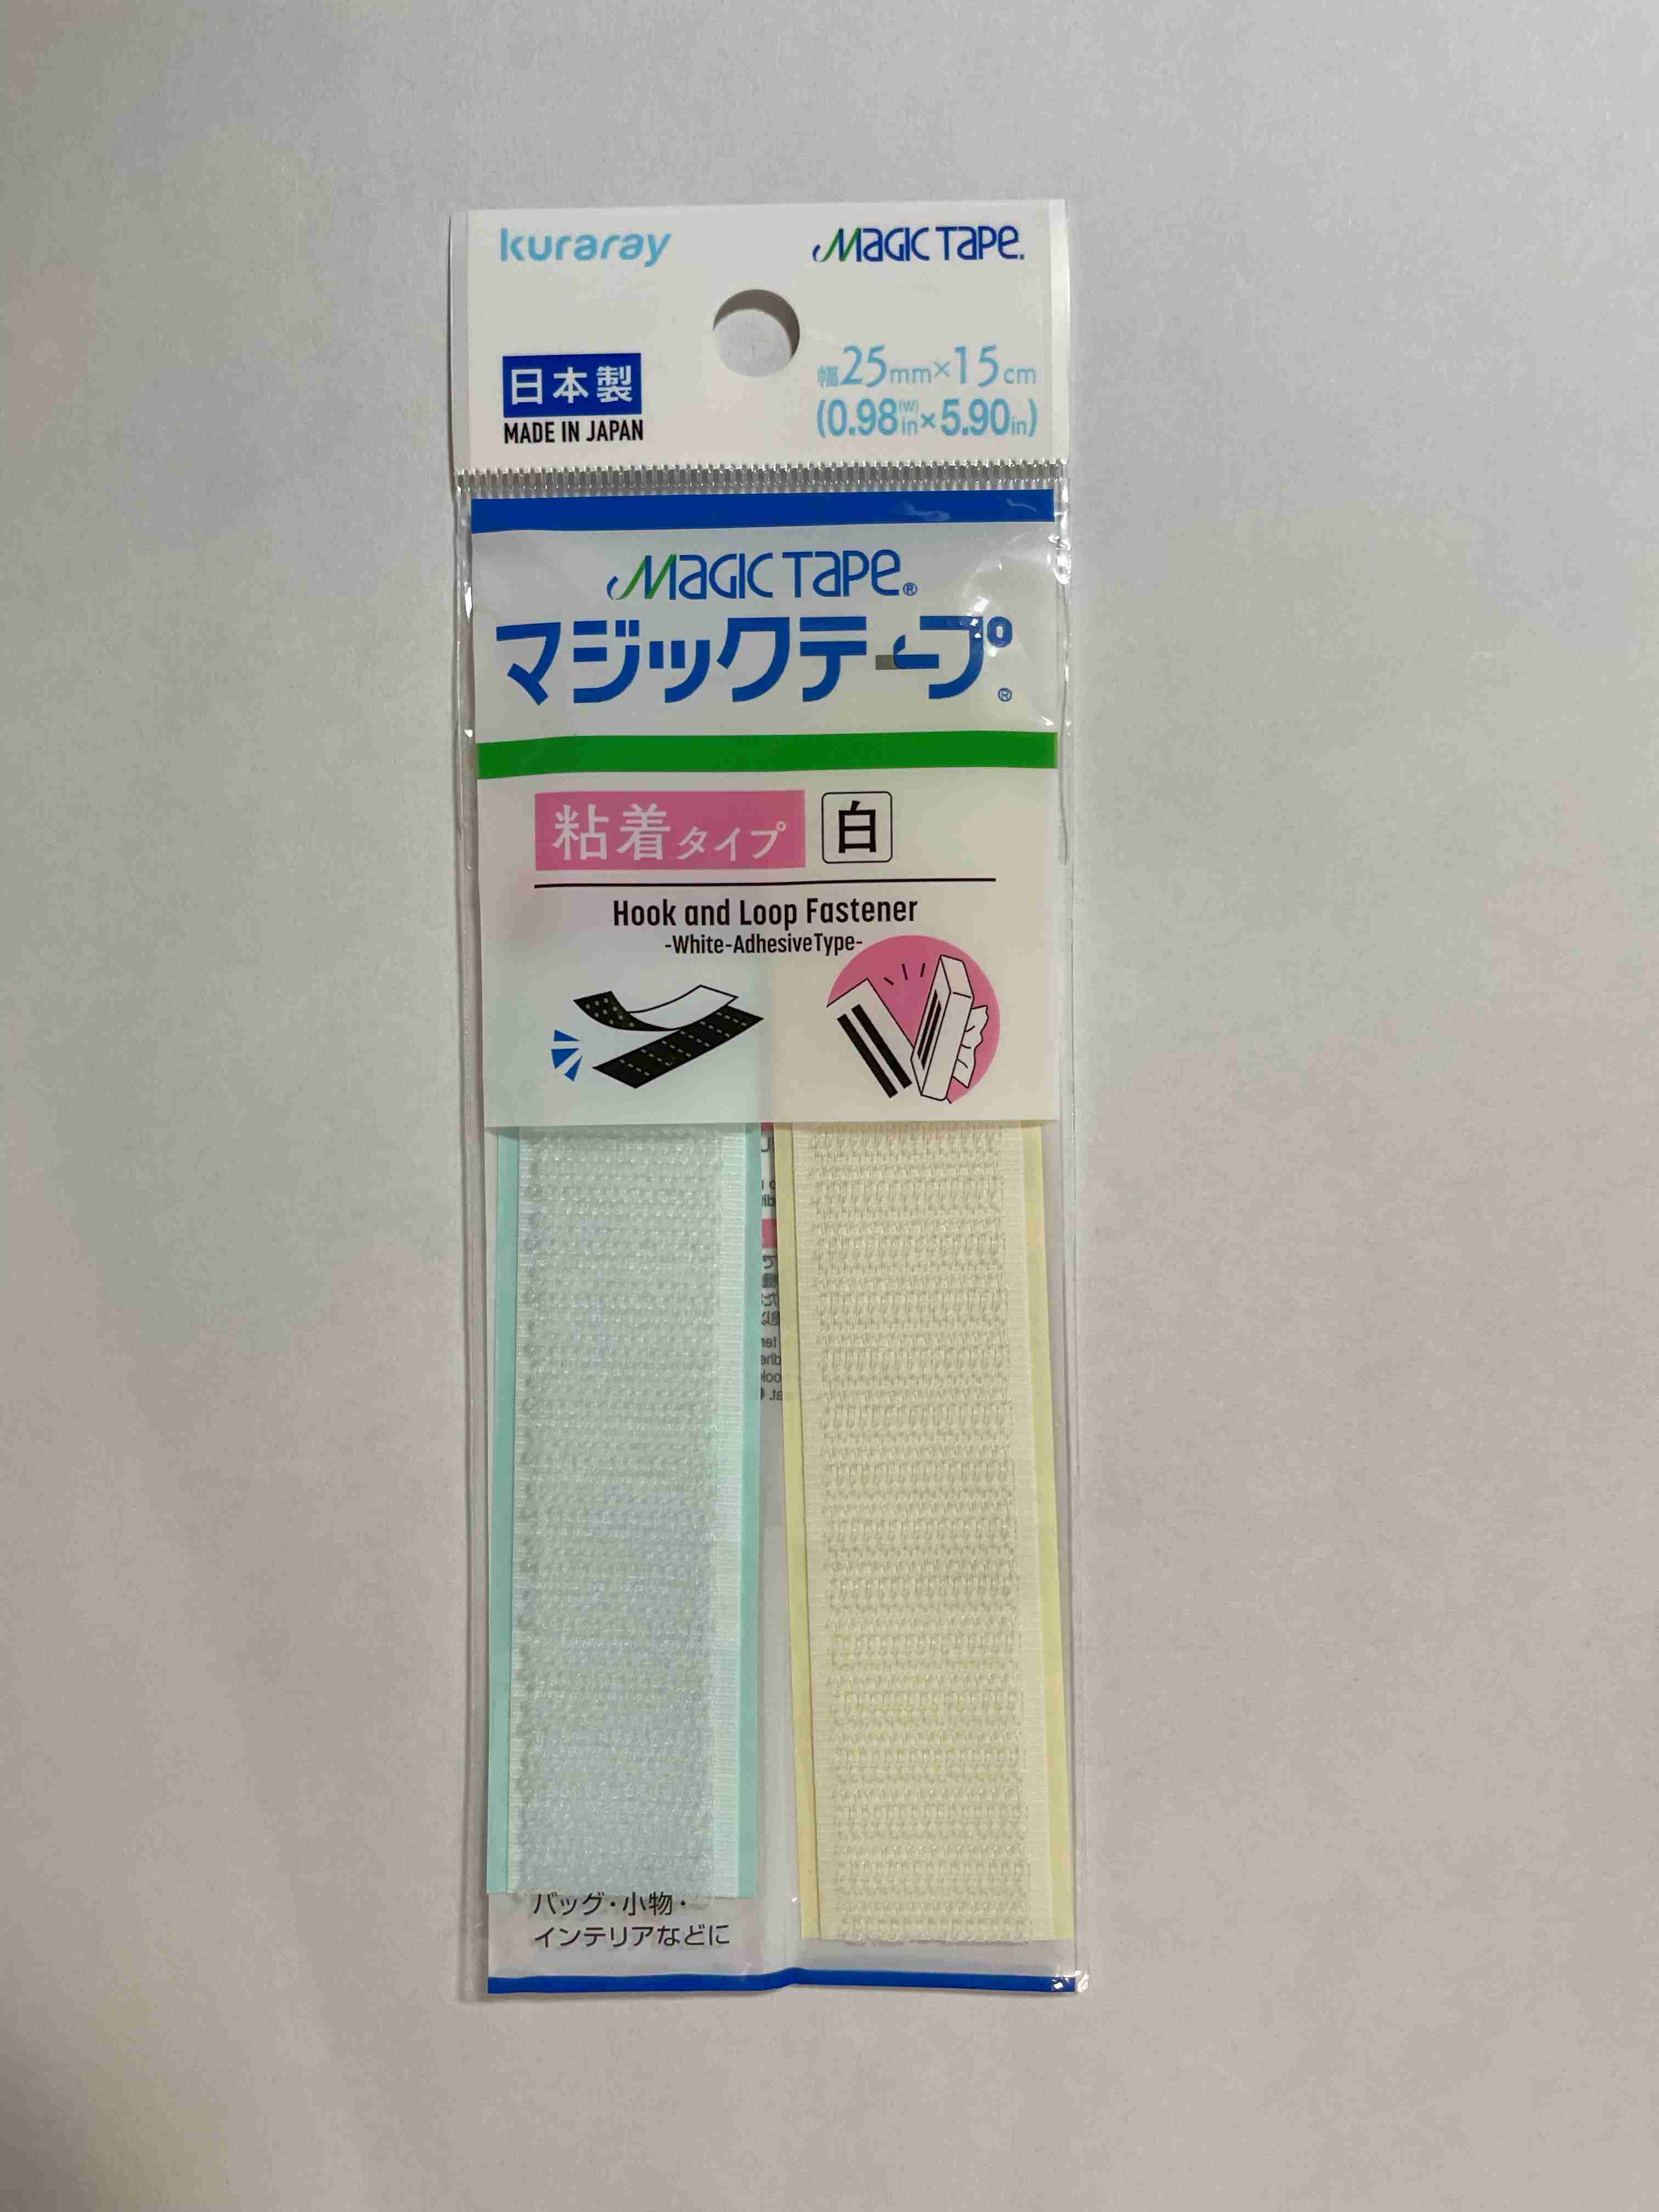 kuraray
MAGIC TAPE®
日本製
MADE IN JAPAN
幅25mm×15cm
(0.98in(W)×5.90in)
MAGIC TAPE®
マジックテープ®
粘着タイプ 白
Hook and Loop Fastener
-White-Adhesive Type-
バッグ・小物・
インテリアなどに